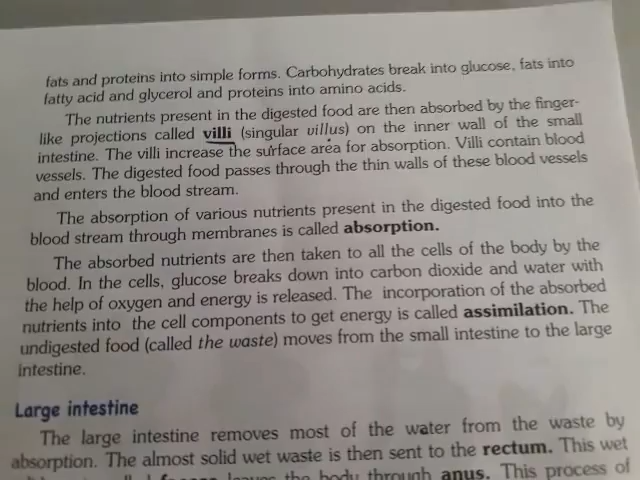 fats and proteins into simple forms. Carbohydrates break into glucose, fats into
fatty acid and glycerol and proteins into amino acids.
The nutrients present in the digested food are then absorbed by the finger-
like projections called villi (singular villus) on the inner wall of the small
intestine. The villi increase the surface area for absorption. Villi contain blood
vessels. The digested food passes through the thin walls of these blood vessels
and enters the blood stream.
The absorption of various nutrients present in the digested food into the
blood stream through membranes is called absorption.
The absorbed nutrients are then taken to all the cells of the body by the
blood. In the cells, glucose breaks down into carbon dioxide and water with
the help of oxygen and energy is released. The incorporation of the absorbed
nutrients into the cell components to get energy is called assimilation. The
undigested food (called the waste) moves from the small intestine to the large
intestine.
Large intestine
The large intestine removes most of the water from the waste by
absorption. The almost solid wet waste is then sent to the rectum. This wet
leaves the body through anus. This process of